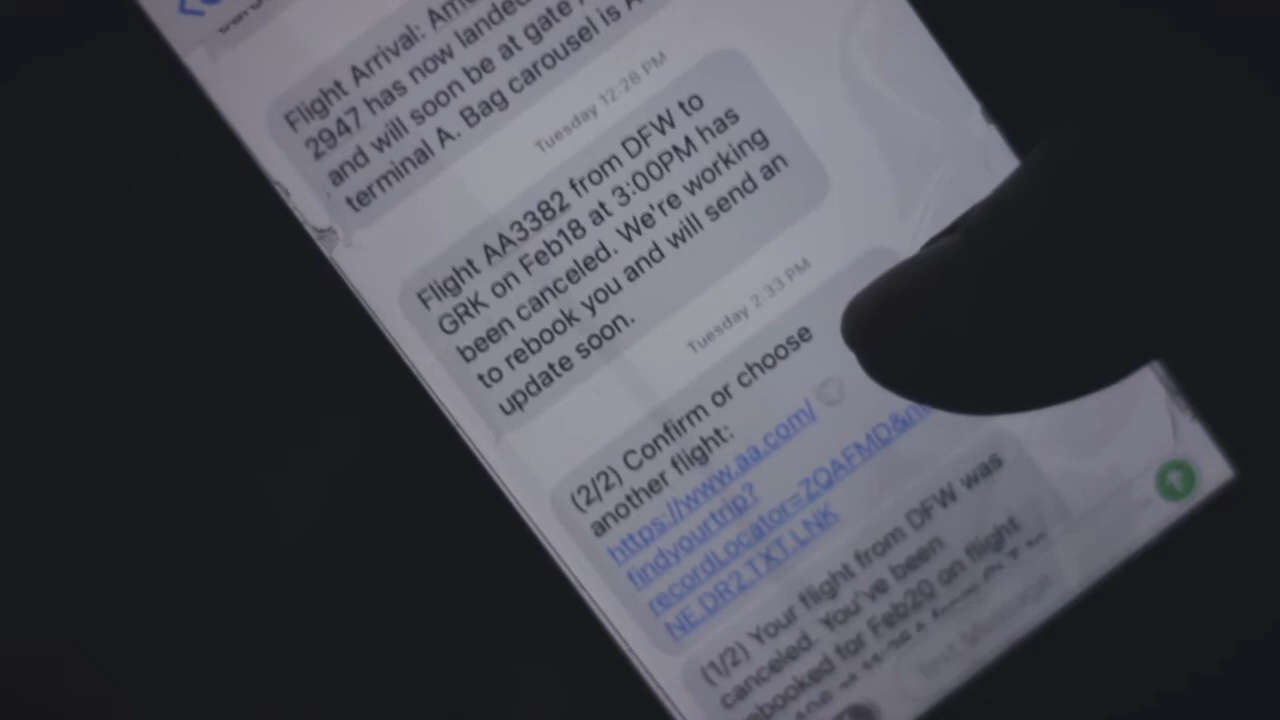 Flight Arrival: Ame
2947 has now landed
and will soon be at gate
terminal A. Bag carousel is A
Tuesday 12:28 PM
Flight AA3382 from DFW to
GRK on Feb18 at 3:00PM has
been canceled. We're working
to rebook you and will send an
update soon.
Tuesday 2:33 PM
(2/2) Confirm or choose
another flight:
https://www.aa.com/
findyourtrip?
recordLocator=ZQAFMD&n
NE.DR2.TXT.LNK
(1/2) Your flight from DFW was
canceled. You've been
rebooked for Feb20 on flight
Text Message